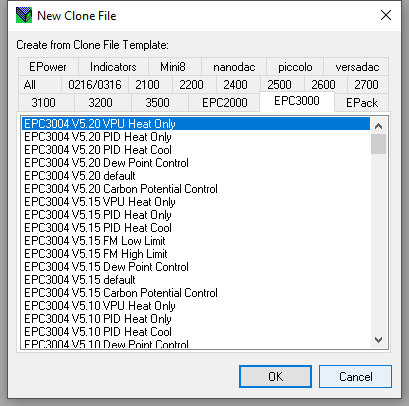 New Clone File
Create from Clone File Template:
EPower Indicators Mini8 nanodac piccolo versadac
All 0216/0316 2100 2200 2400 2500 2600 2700
3100 3200 3500 EPC2000 EPC3000 EPack
EPC3004 V5.20 VPU Heat Only
EPC3004 V5.20 PID Heat Only
EPC3004 V5.20 PID Heat Cool
EPC3004 V5.20 Dew Point Control
EPC3004 V5.20 default
EPC3004 V5.20 Carbon Potential Control
EPC3004 V5.15 VPU Heat Only
EPC3004 V5.15 PID Heat Only
EPC3004 V5.15 PID Heat Cool
EPC3004 V5.15 FM Low Limit
EPC3004 V5.15 FM High Limit
EPC3004 V5.15 Dew Point Control
EPC3004 V5.15 default
EPC3004 V5.15 Carbon Potential Control
EPC3004 V5.10 VPU Heat Only
EPC3004 V5.10 PID Heat Only
EPC3004 V5.10 PID Heat Cool
EPC3004 V5.10 Dew Point Control
OK Cancel